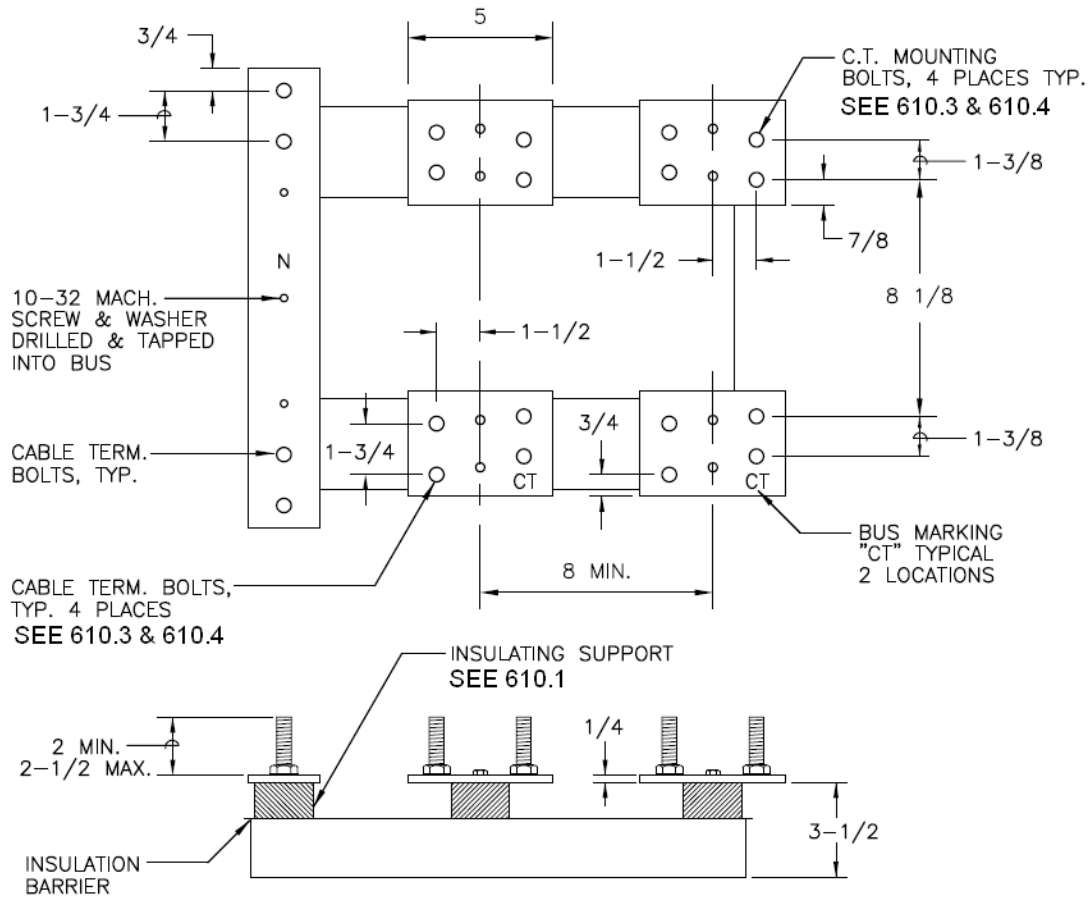 5
3/4
C.T. MOUNTING
BOLTS, 4 PLACES TYP.
SEE 610.3 & 610.4
1-3/4
1-3/8
7/8
1-1/2
N
8 1/8
10-32 MACH.
SCREW & WASHER
DRILLED & TAPPED
INTO BUS
1-1/2
3/4
1-3/8
CABLE TERM.
BOLTS, TYP.
1-3/4
CT
CT
BUS MARKING
"CT" TYPICAL
2 LOCATIONS
8 MIN.
CABLE TERM. BOLTS,
TYP. 4 PLACES
SEE 610.3 & 610.4
INSULATING SUPPORT
SEE 610.1
1/4
2 MIN.
2-1/2 MAX.
3-1/2
INSULATION
BARRIER